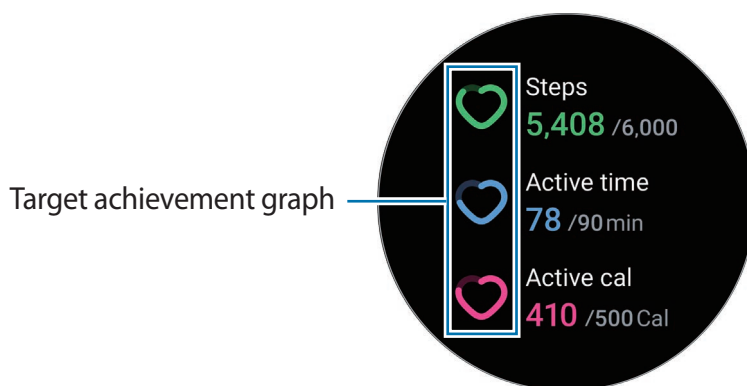 Steps
5,408 /6,000
Target achievement graph
Active time
78 /90 min
Active cal
410 /500 Cal